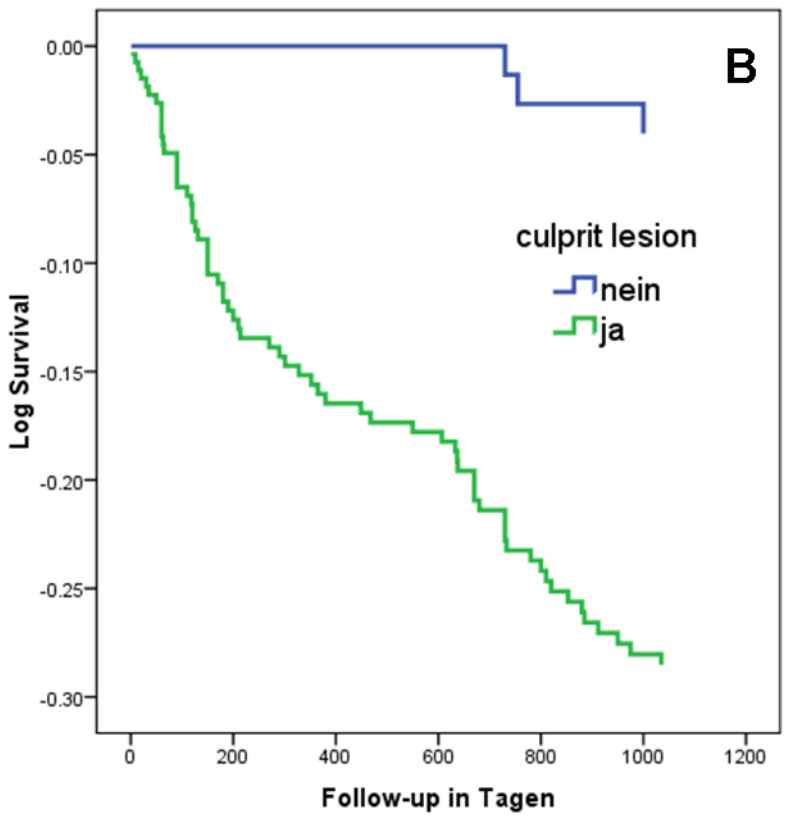 B
0.00
-0.05
-0.10
-0.15
-0.20
-0.25
-0.30
Log Survival
culprit lesion
nein
ja
0 200 400 600 800 1000 1200
Follow-up in Tagen